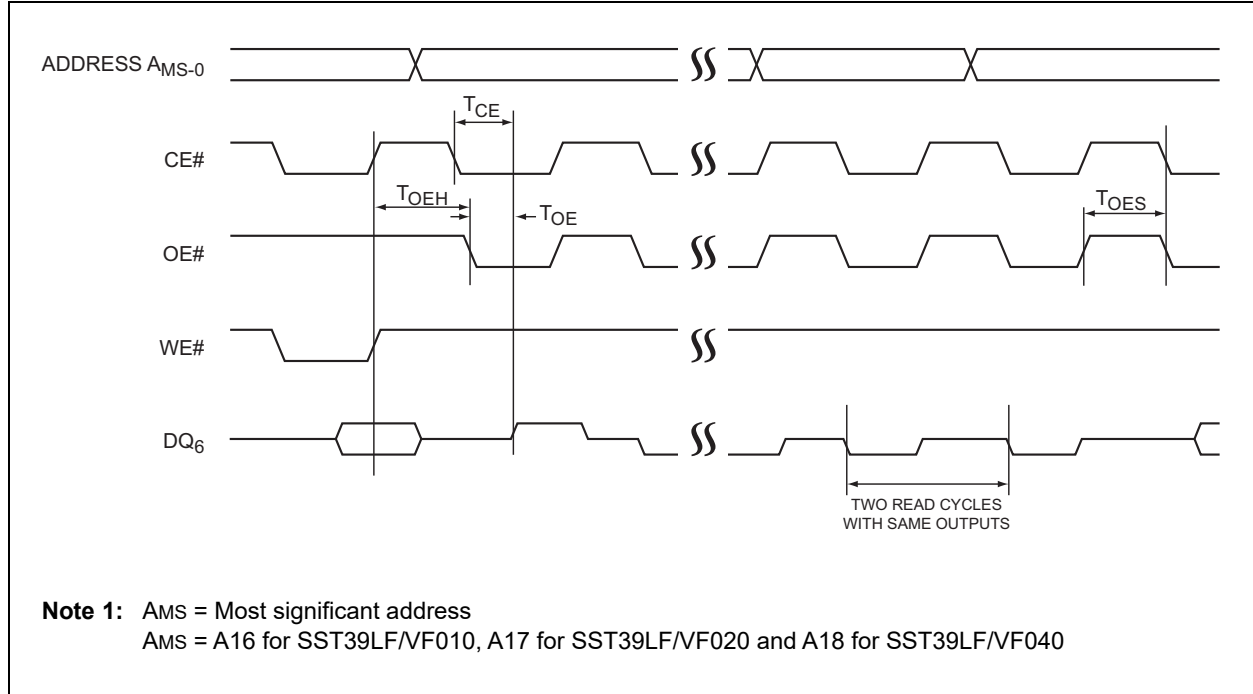 ADDRESS AMS-0
TCE
CE#
TOEH
TOE
TOES
OE#
WE#
DQ6
TWO READ CYCLES
WITH SAME OUTPUTS
Note 1: AMS = Most significant address
AMS = A16 for SST39LF/VF010, A17 for SST39LF/VF020 and A18 for SST39LF/VF040